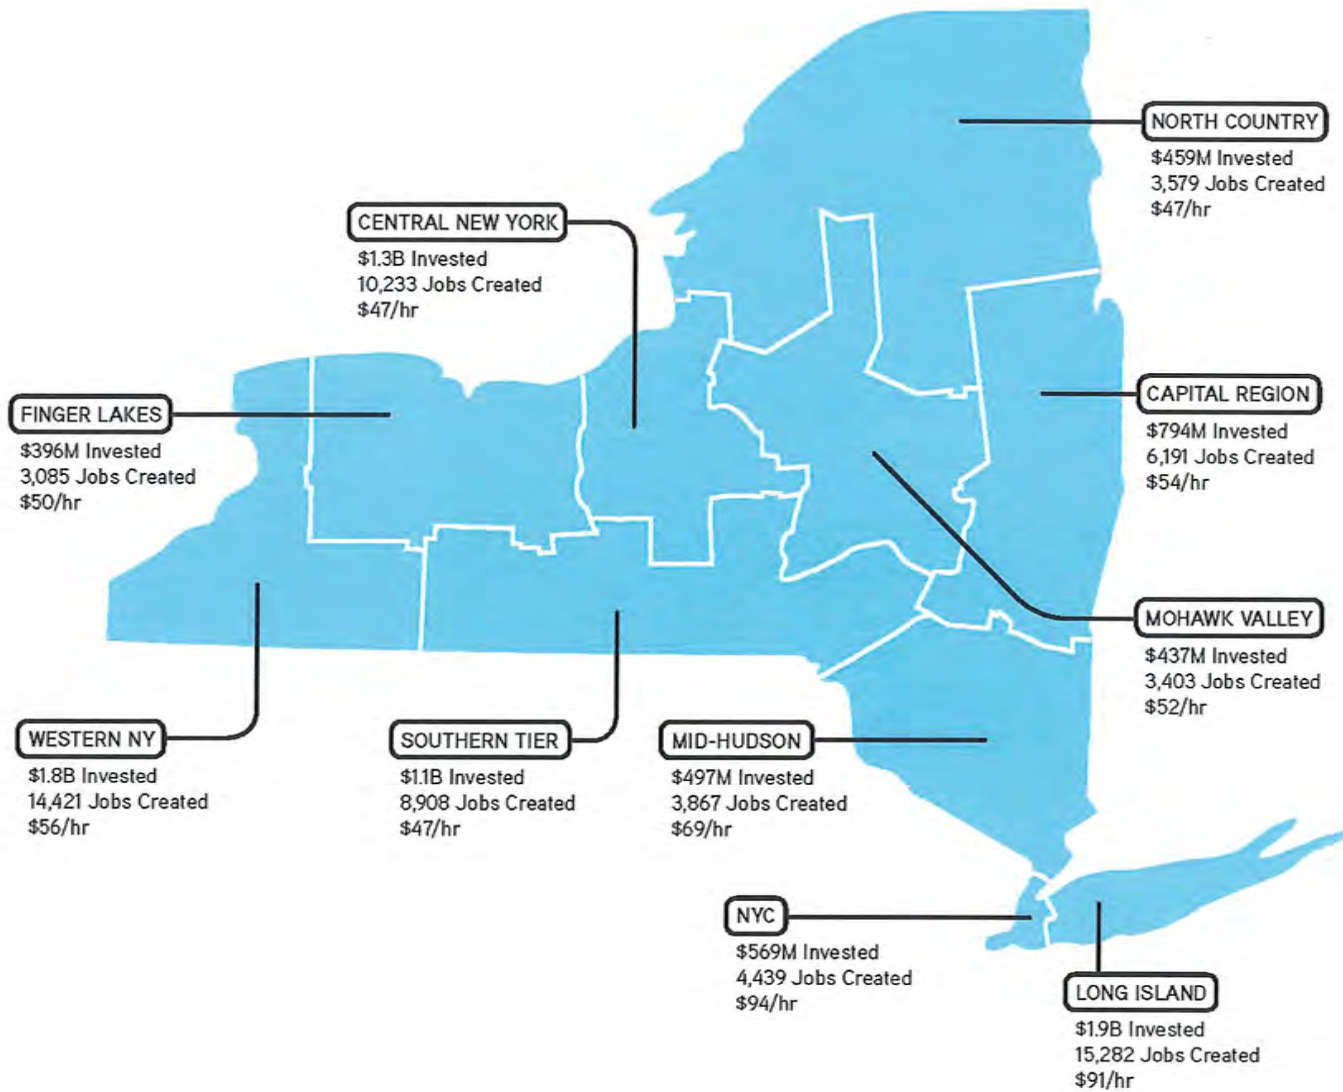 NORTH COUNTRY
$459M Invested
3,579 Jobs Created
$47/hr
CENTRAL NEW YORK
$1.3B Invested
10,233 Jobs Created
$47/hr
FINGER LAKES
$396M Invested
3,085 Jobs Created
$50/hr
CAPITAL REGION
$794M Invested
6,191 Jobs Created
$54/hr
MOHAWK VALLEY
$437M Invested
3,403 Jobs Created
$52/hr
WESTERN NY
$1.8B Invested
14,421 Jobs Created
$56/hr
SOUTHERN TIER
$1.1B Invested
8,908 Jobs Created
$47/hr
MID-HUDSON
$497M Invested
3,867 Jobs Created
$69/hr
NYC
$569M Invested
4,439 Jobs Created
$94/hr
LONG ISLAND
$1.9B Invested
15,282 Jobs Created
$91/hr